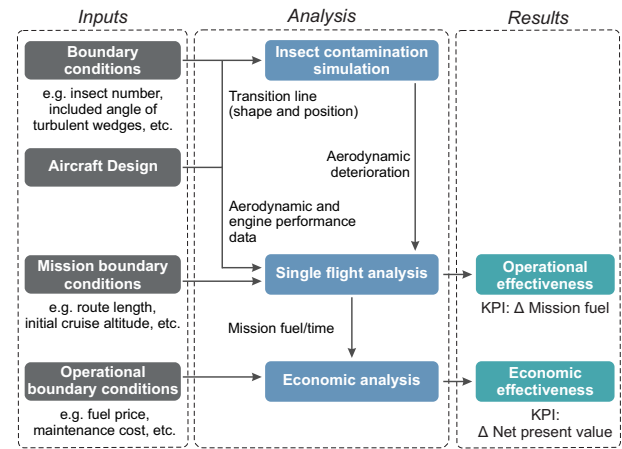 Inputs
Analysis
Results
Boundary
conditions
e.g. insect number,
included angle of
turbulent wedges, etc.
Aircraft Design
Mission boundary
conditions
e.g. route length,
initial cruise altitude, etc.
Operational
boundary conditions
e.g. fuel price,
maintenance cost, etc.
Insect contamination
simulation
Transition line
(shape and position)
Aerodynamic
deterioration
Aerodynamic and
engine performance
data
Single flight analysis
Mission fuel/time
Economic analysis
Operational
effectiveness
KPI: Δ Mission fuel
Economic
effectiveness
KPI:
Δ Net present value